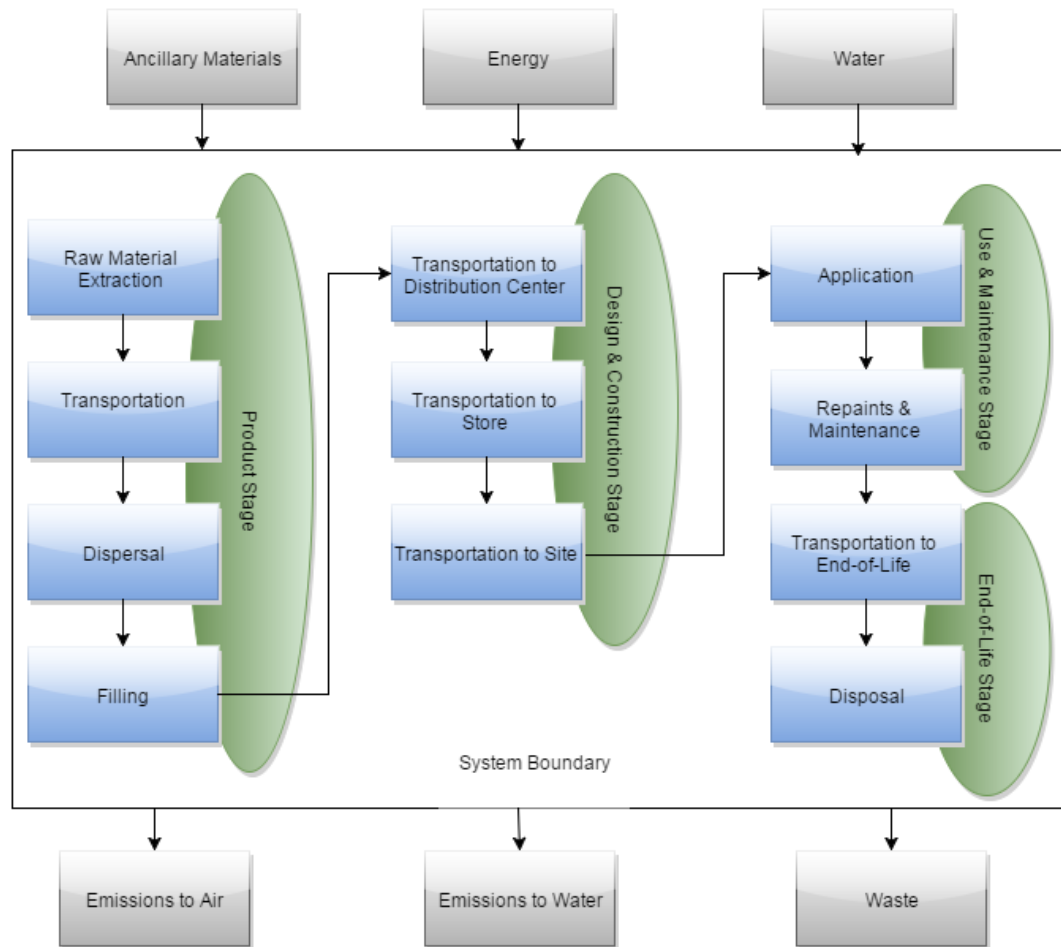 Ancillary Materials
Energy
Water
Raw Material
Extraction
Transportation
Dispersal
Filling
Product Stage
Transportation to
Distribution Center
Transportation to
Store
Transportation to Site
Design & Construction Stage
Application
Repaints &
Maintenance
Use & Maintenance Stage
Transportation to
End-of-Life
Disposal
End-of-Life Stage
System Boundary
Emissions to Air
Emissions to Water
Waste